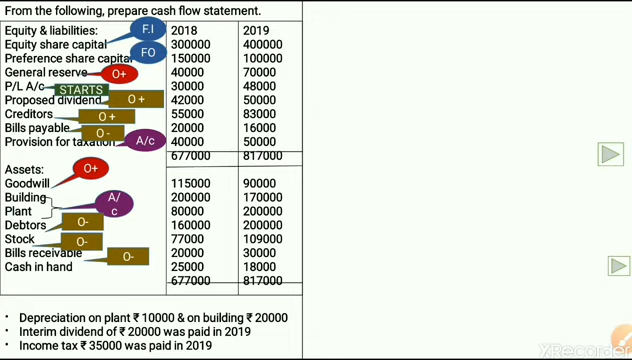 From the following, prepare cash flow statement.
Equity & liabilities: F.I 2018 2019
Equity share capital 300000 400000
Preference share capital FO 150000 100000
General reserve O+ 40000 70000
P/L A/c STARTS 30000 48000
Proposed dividend O + 42000 50000
Creditors O + 55000 83000
Bills payable O - 20000 16000
Provision for taxation A/c 40000 50000
677000 817000
Assets: O+
Goodwill 115000 90000
Building A/c 200000 170000
Plant 80000 200000
Debtors O- 160000 200000
Stock O- 77000 109000
Bills receivable O- 20000 30000
Cash in hand 25000 18000
677000 817000
• Depreciation on plant ₹ 10000 & on building ₹ 20000
• Interim dividend of ₹ 20000 was paid in 2019
• Income tax ₹ 35000 was paid in 2019
XRecorder